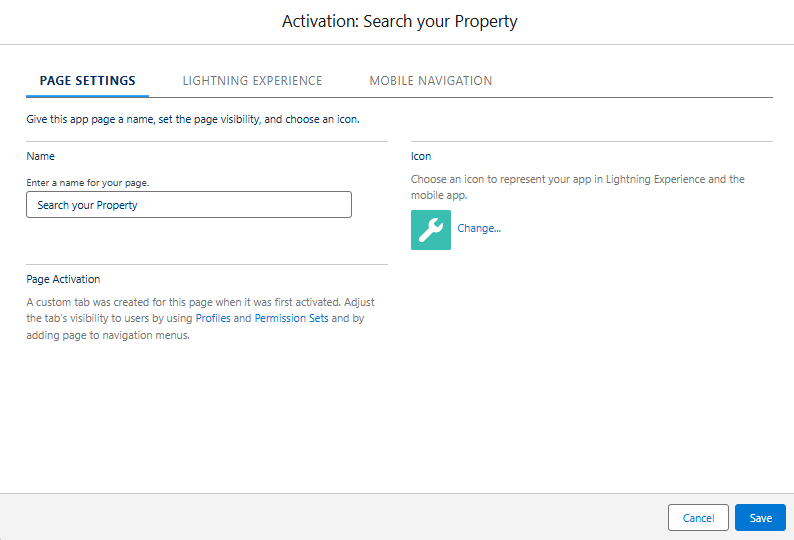 Activation: Search your Property
PAGE SETTINGS
LIGHTNING EXPERIENCE
MOBILE NAVIGATION
Give this app page a name, set the page visibility, and choose an icon.
Name
Enter a name for your page.
Search your Property
Icon
Choose an icon to represent your app in Lightning Experience and the
mobile app.
Change...
Page Activation
A custom tab was created for this page when it was first activated. Adjust
the tab's visibility to users by using Profiles and Permission Sets and by
adding page to navigation menus.
Cancel
Save